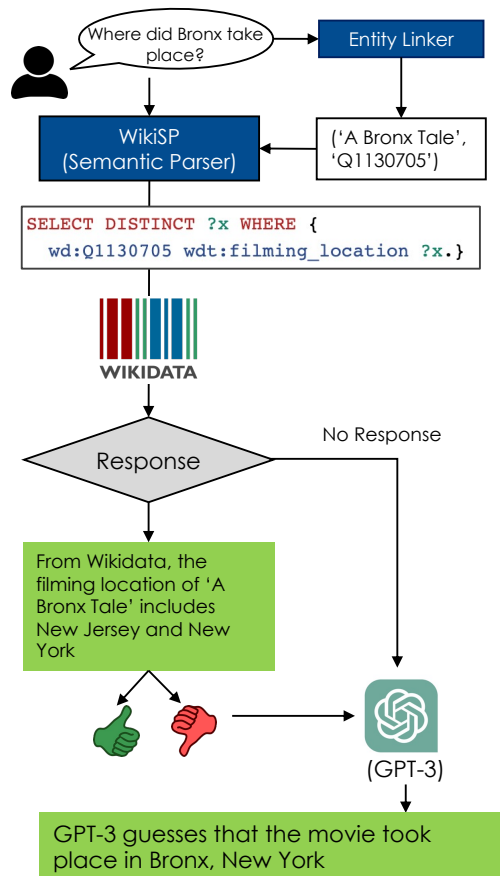 Where did Bronx take
place?
Entity Linker
WikiSP
(Semantic Parser)
(‘A Bronx Tale’,
‘Q1130705’)
SELECT DISTINCT ?x WHERE {
wd:Q1130705 wdt:filming_location ?x.}
WIKIDATA
No Response
Response
From Wikidata, the
filming location of ‘A
Bronx Tale’ includes
New Jersey and New
York
(GPT-3)
GPT-3 guesses that the movie took
place in Bronx, New York